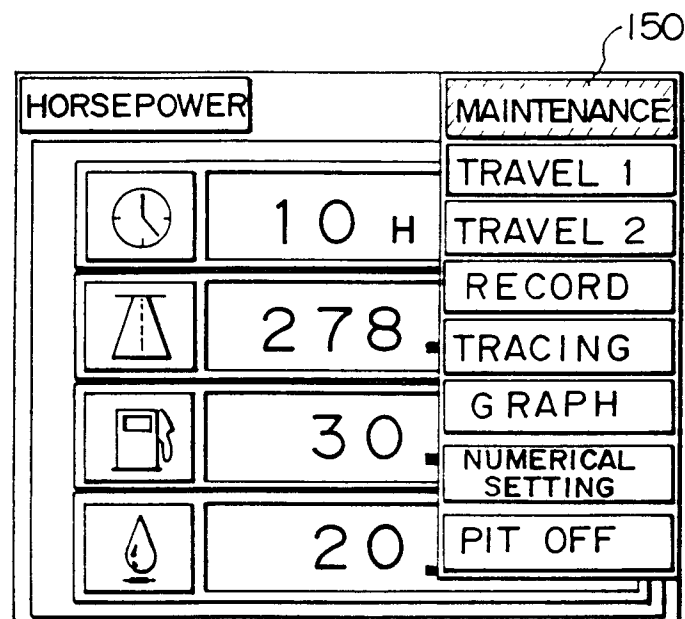 150
HORSEPOWER
MAINTENANCE
TRAVEL 1
10 H
TRAVEL 2
RECORD
278.
TRACING
GRAPH
30.
NUMERICAL
SETTING
20.
PIT OFF